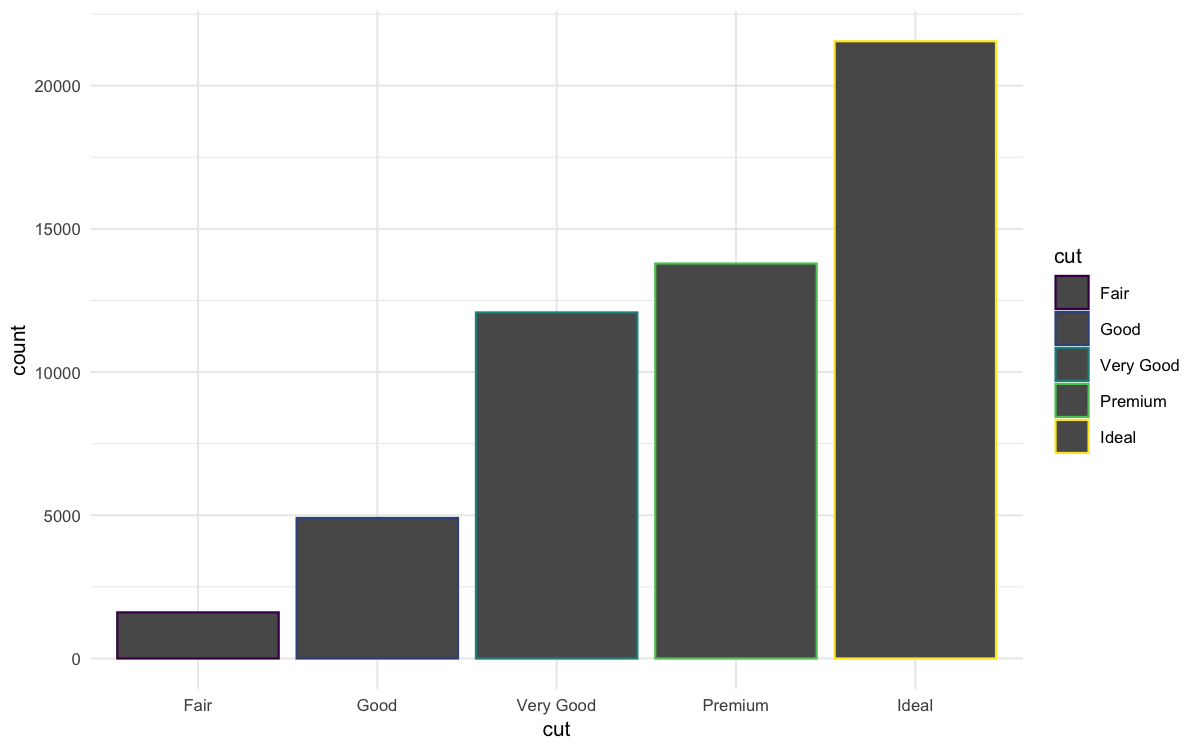 20000
15000
10000
5000
0
count
Fair
Good
Very Good
Premium
Ideal
cut
cut
Fair
Good
Very Good
Premium
Ideal